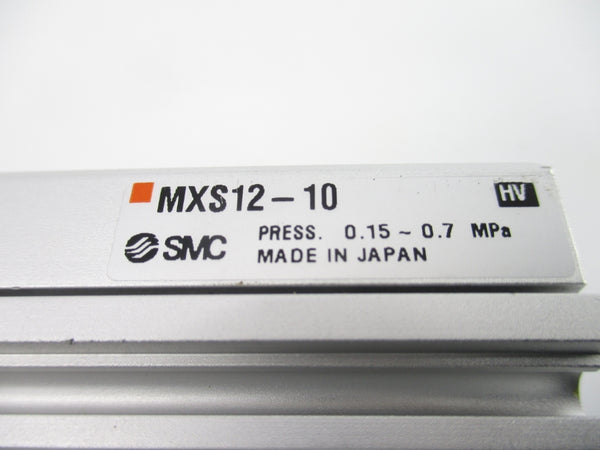 MXS12-10 HV
SMC PRESS. 0.15 ~ 0.7 MPa
MADE IN JAPAN